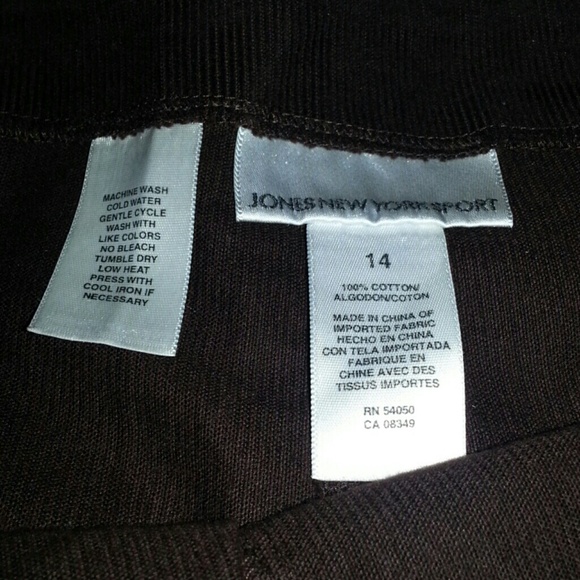 MACHINE WASH
COLD WATER
GENTLE CYCLE
WASH WITH
LIKE COLORS
NO BLEACH
TUMBLE DRY
LOW HEAT
PRESS WITH
COOL IRON IF
NECESSARY
JONES NEW YORK SPORT
14
100% COTTON/
ALGODON/COTON
MADE IN CHINA OF
IMPORTED FABRIC
HECHO EN CHINA
CON TELA IMPORTADA
FABRIQUE EN
CHINE AVEC DES
TISSUS IMPORTES
RN 54050
CA 08349